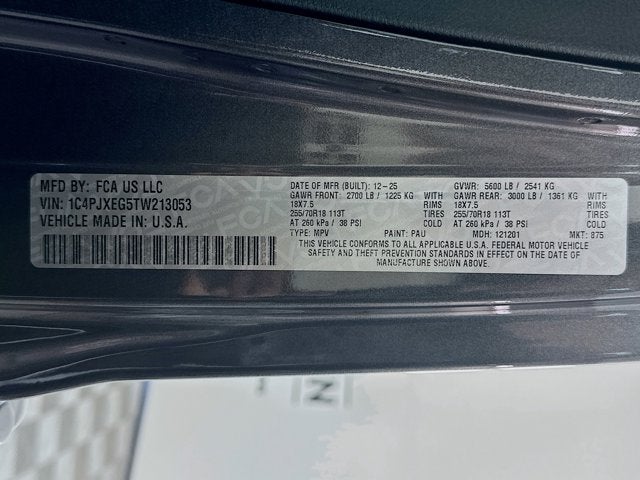 MFD BY: FCA US LLC
VIN: 1C4PJXEG5TW213053
VEHICLE MADE IN U.S.A.
DATE OF MFR (BUILT): 12-25 GVWR: 5600 LB / 2541 KG
GAWR FRONT: 2700 LB / 1225 KG WITH GAWR REAR: 3000 LB / 1361 KG WITH
18X7.5 RIMS 18X7.5 RIMS
255/70R18 113T TIRES 255/70R18 113T TIRES
AT 260 kPa / 38 PSI COLD AT 260 kPa / 38 PSI COLD
TYPE: MPV PAINT: PAU MDH: 121201 MKT: 875
THIS VEHICLE CONFORMS TO ALL APPLICABLE U.S.A. FEDERAL MOTOR VEHICLE
SAFETY AND THEFT PREVENTION STANDARDS IN EFFECT ON THE DATE OF
MANUFACTURE SHOWN ABOVE.